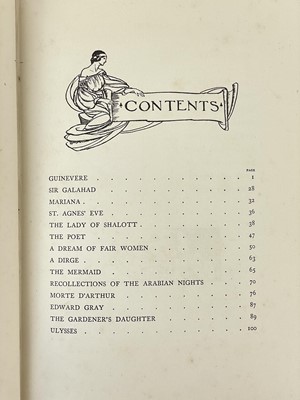 CONTENTS
PAGE
GUINEVERE . . . . . . . . . . 1
SIR GALAHAD . . . . . . . . . 28
MARIANA . . . . . . . . . . 32
ST. AGNES' EVE . . . . . . . . . 36
THE LADY OF SHALOTT . . . . . . . 38
THE POET . . . . . . . . . . 47
A DREAM OF FAIR WOMEN . . . . . . 50
A DIRGE . . . . . . . . . . 63
THE MERMAID . . . . . . . . . 65
RECOLLECTIONS OF THE ARABIAN NIGHTS . . . 70
MORTE D'ARTHUR . . . . . . . . 76
EDWARD GRAY . . . . . . . . . 87
THE GARDENER'S DAUGHTER . . . . . . 89
ULYSSES . . . . . . . . . . 100